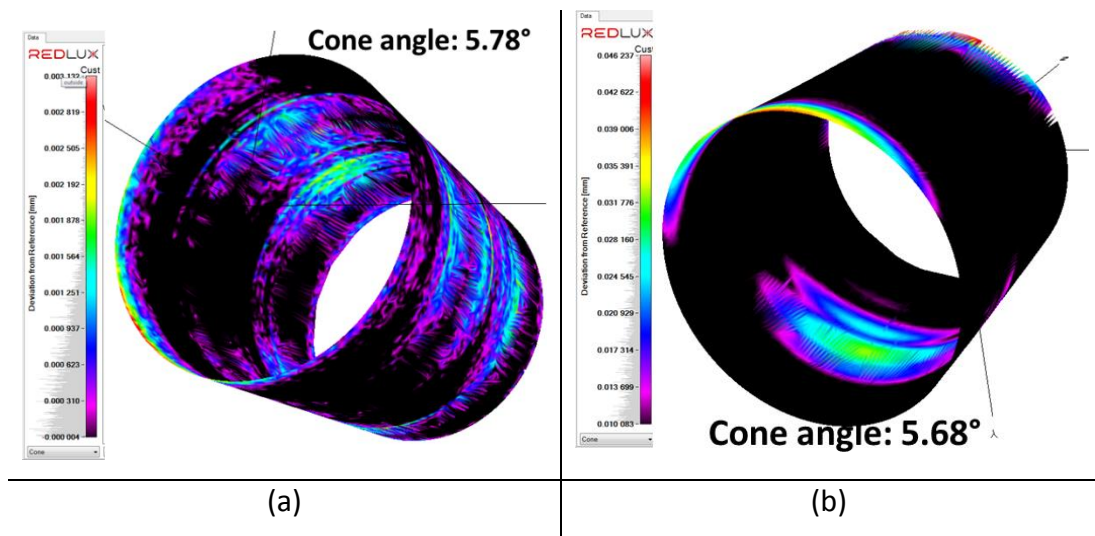 Data
REDLUX
Cust
outside
0.003 132
0.002 819
0.002 505
0.002 192
0.001 878
0.001 564
0.001 251
0.000 937
0.000 623
0.000 310
-0.000 004
Deviation from Reference [mm]
Cone
Cone angle: 5.78°
(a)
Data
REDLUX
Cust
0.046 237
0.042 622
0.039 006
0.035 391
0.031 776
0.028 160
0.024 545
0.020 929
0.017 314
0.013 699
0.010 083
Deviation from Reference [mm]
Cone
Cone angle: 5.68°
(b)